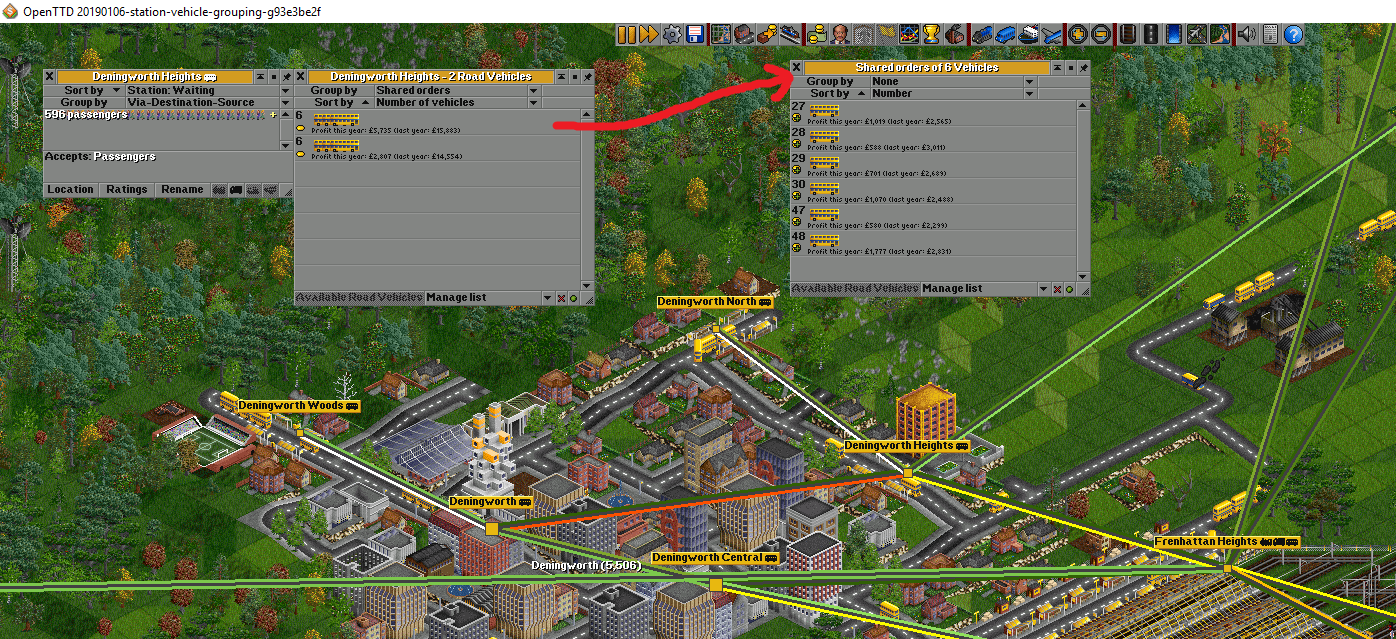 OpenTTD 20190106-station-vehicle-grouping-g93e3be2f
Deningworth Heights
Sort by Station: Waiting
Group by Via-Destination-Source
596 passengers +
Accepts: Passengers
Location Ratings Rename
Deningworth Heights - 2 Road Vehicles
Group by Shared orders
Sort by Number of vehicles
6
Profit this year: £5,735 (last year: £15,883)
6
Profit this year: £2,807 (last year: £14,554)
Available Road Vehicles Manage list
Shared orders of 6 Vehicles
Group by None
Sort by Number
27
Profit this year: £1,019 (last year: £2,565)
28
Profit this year: £588 (last year: £3,011)
29
Profit this year: £701 (last year: £2,689)
30
Profit this year: £1,070 (last year: £2,488)
47
Profit this year: £580 (last year: £2,299)
48
Profit this year: £1,777 (last year: £2,831)
Available Road Vehicles Manage list
Deningworth North
Deningworth Woods
Deningworth Heights
Deningworth
Frenhattan Heights
Deningworth Central
Deningworth (5,506)